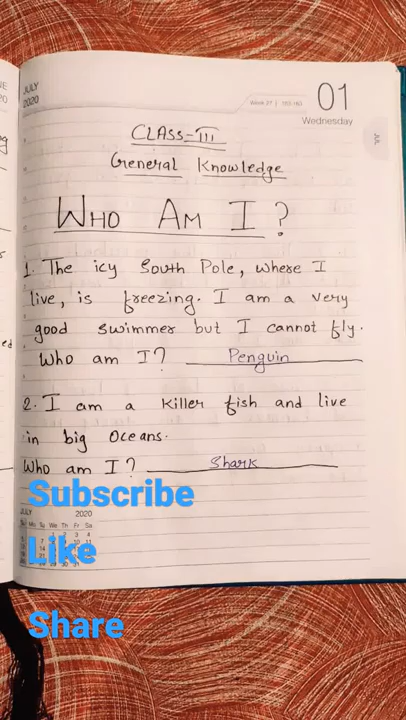 JULY
2020
Week 27 | 183-183
01
Wednesday
JUL
CLASS-III
General Knowledge
WHO AM I?
1. The icy South Pole, where I
live, is freezing. I am a very
good swimmer but I cannot fly.
Who am I? Penguin
2. I am a killer fish and live
in big Oceans.
Who am I? Shark
Subscribe
Like
Share
JULY 2020